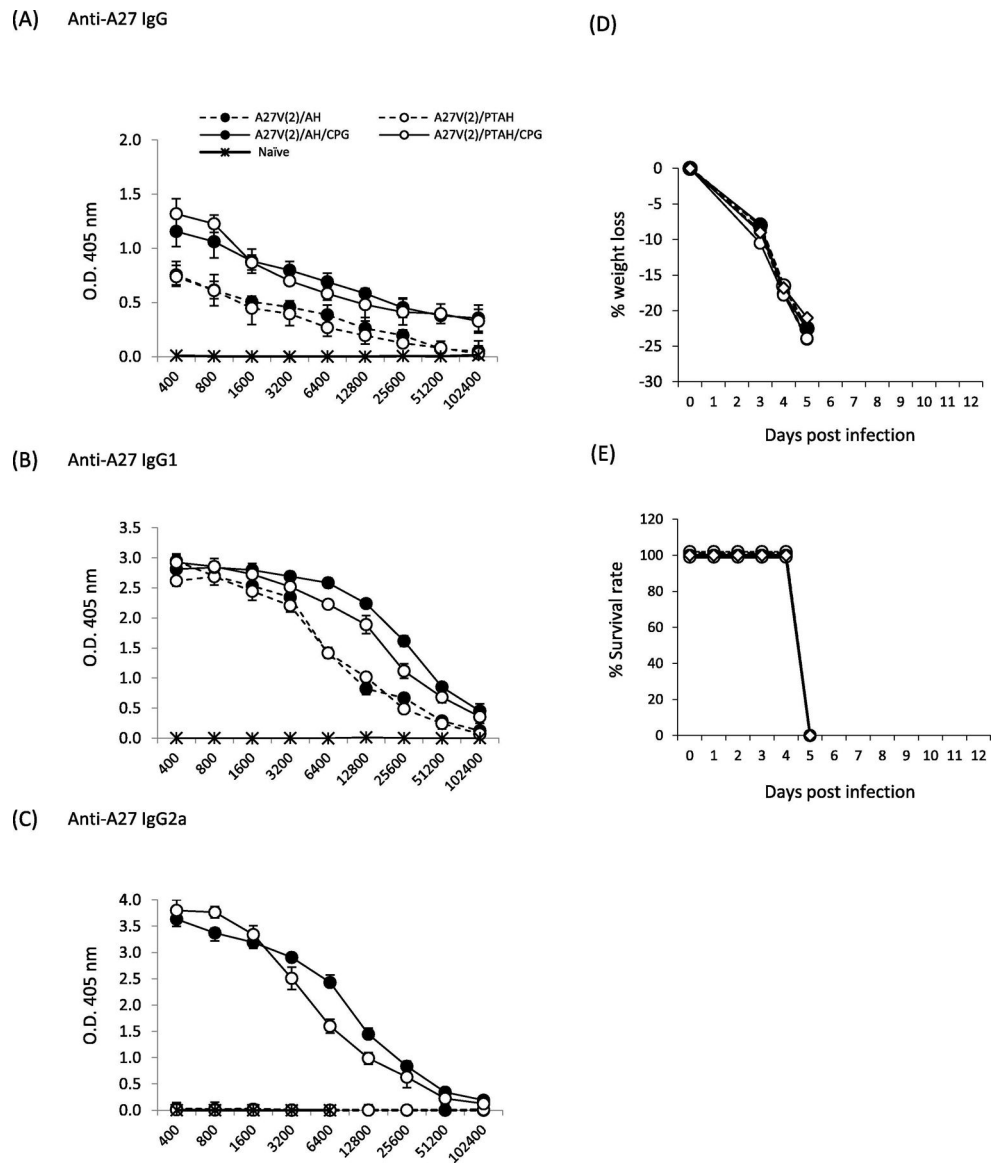 (A) Anti-A27 IgG
A27V(2)/AH
A27V(2)/PTAH
A27V(2)/AH/CPG
A27V(2)/PTAH/CPG
Naïve
O.D. 405 nm
2.0
1.5
1.0
0.5
0.0
400 800 1600 3200 6400 12800 25600 51200 102400
(B) Anti-A27 IgG1
O.D. 405 nm
3.5
3.0
2.5
2.0
1.5
1.0
0.5
0.0
400 800 1600 3200 6400 12800 25600 51200 102400
(C) Anti-A27 IgG2a
O.D. 405 nm
4.0
3.5
3.0
2.5
2.0
1.5
1.0
0.5
0.0
400 800 1600 3200 6400 12800 25600 51200 102400
(D)
% weight loss
0
-5
-10
-15
-20
-25
-30
0 1 2 3 4 5 6 7 8 9 10 11 12
Days post infection
(E)
% Survival rate
120
100
80
60
40
20
0
0 1 2 3 4 5 6 7 8 9 10 11 12
Days post infection